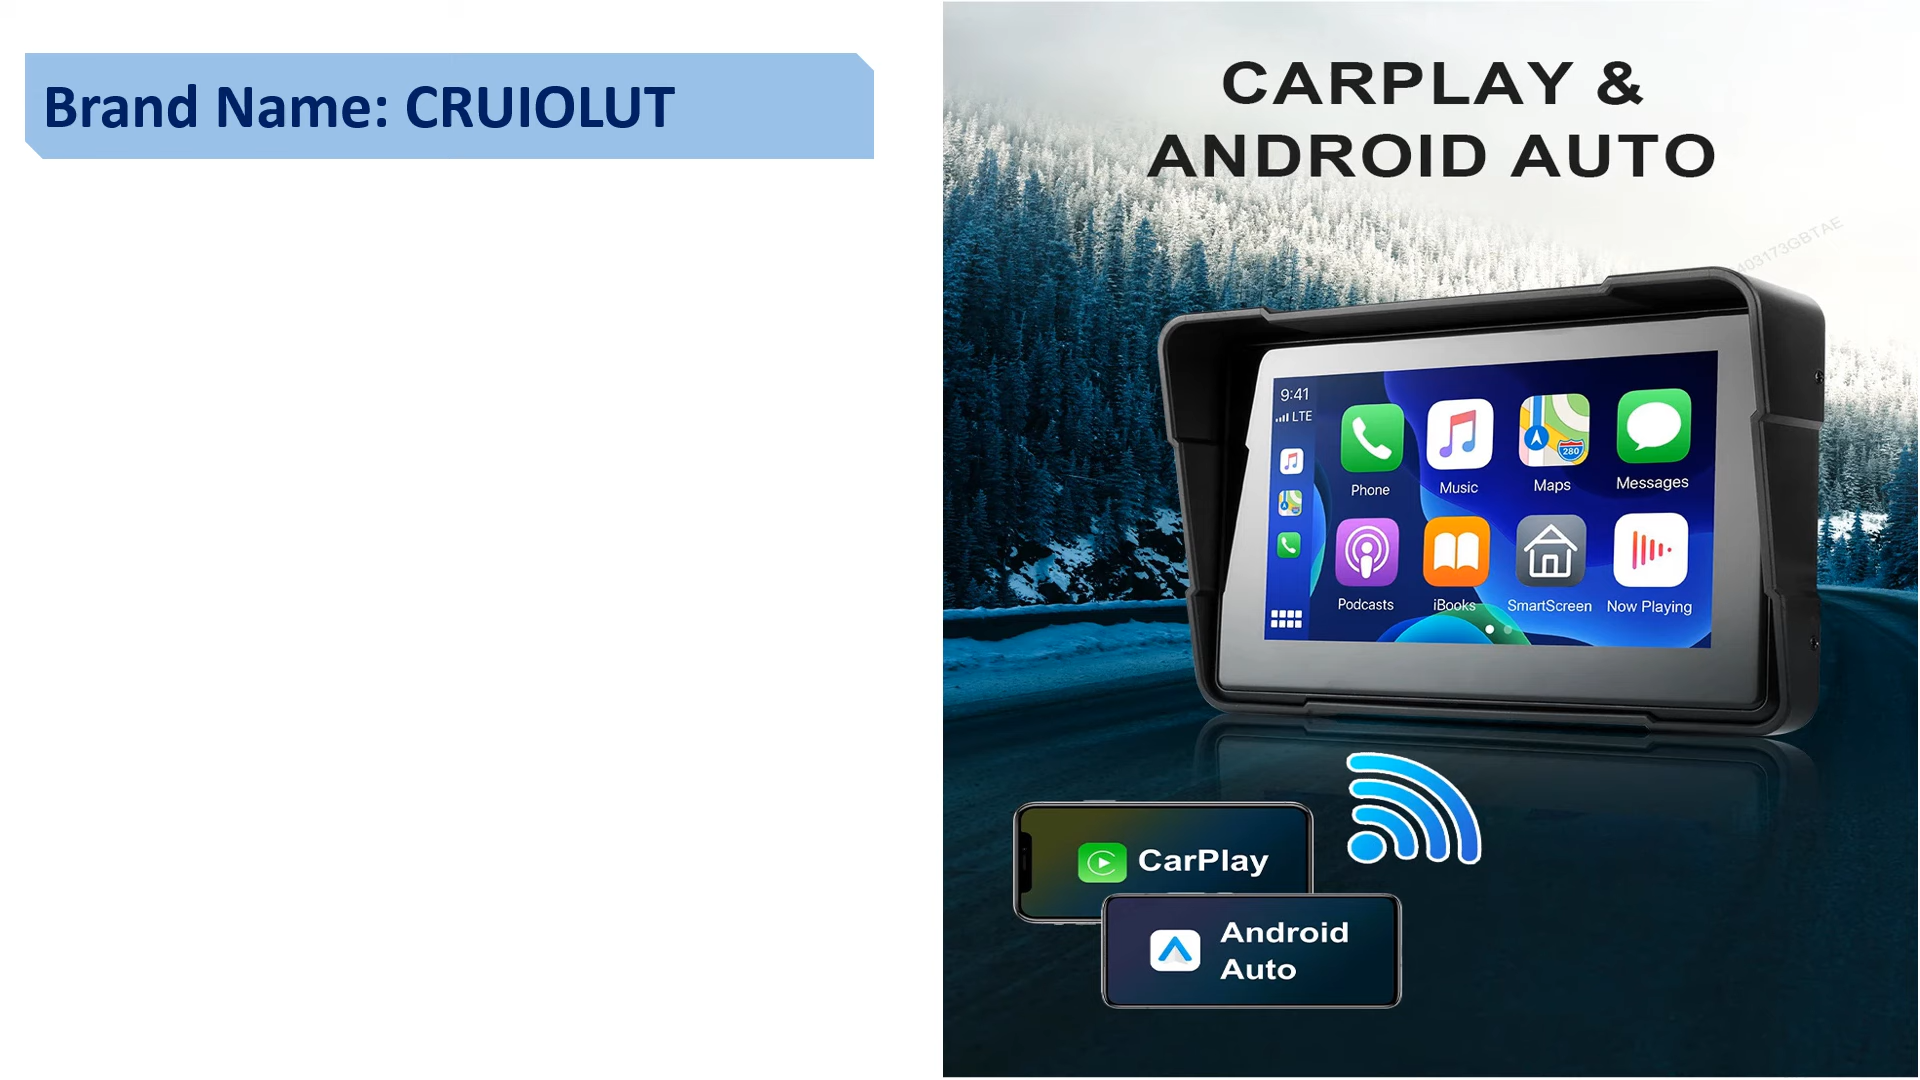 Brand Name: CRUIOLUT
CARPLAY &
ANDROID AUTO
9:41
LTE
280
Phone
Music
Maps
Messages
Podcasts
iBooks
SmartScreen
Now Playing
CarPlay
Android
Auto